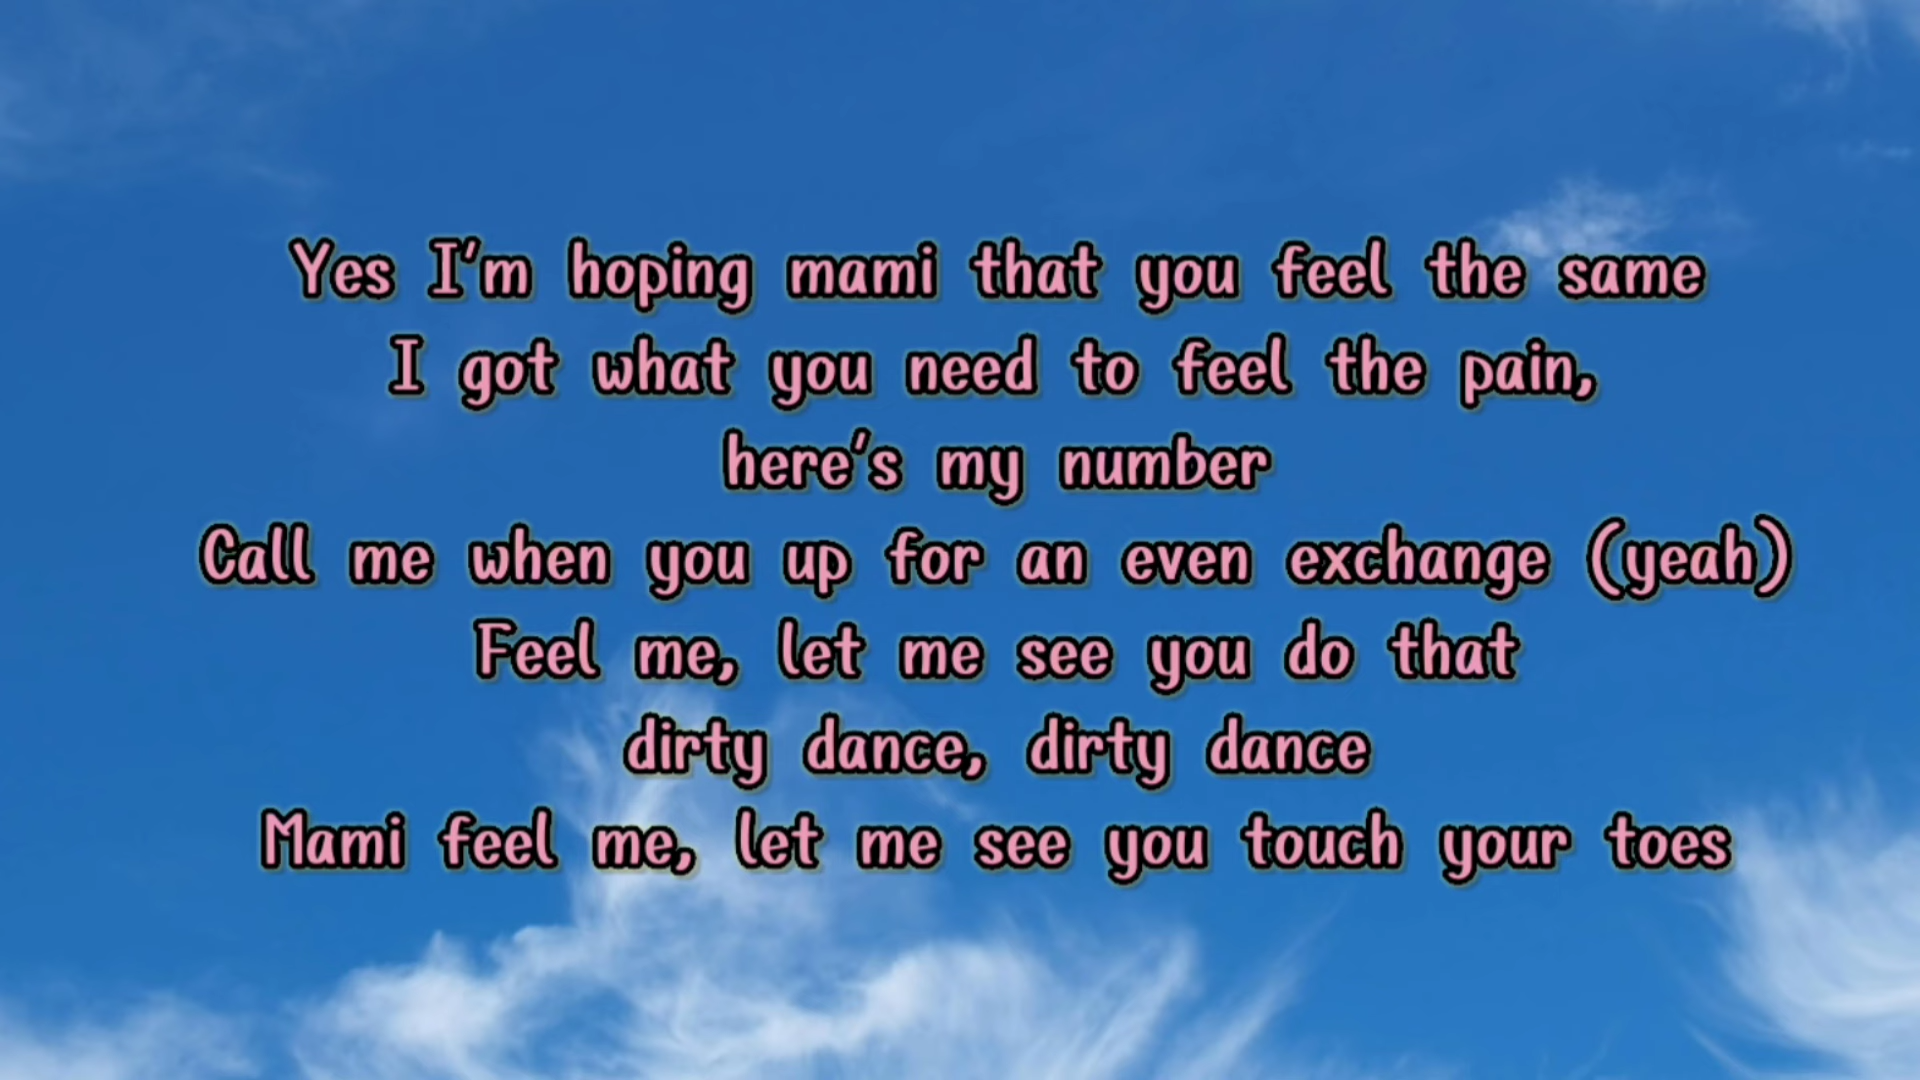 Yes I'm hoping mami that you feel the same
I got what you need to feel the pain,
here's my number
Call me when you up for an even exchange (yeah)
Feel me, let me see you do that
dirty dance, dirty dance
Mami feel me, let me see you touch your toes